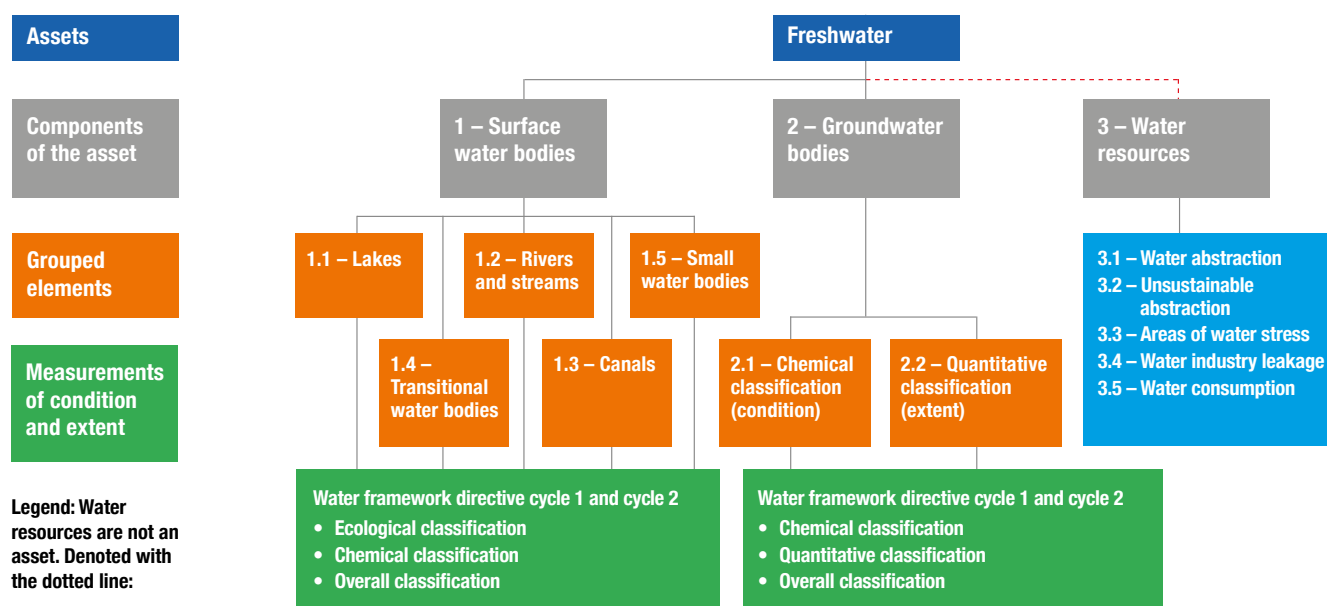 Assets
Freshwater
Components
of the asset
1 – Surface
water bodies
2 – Groundwater
bodies
3 – Water
resources
Grouped
elements
1.1 – Lakes
1.2 – Rivers
and streams
1.5 – Small
water bodies
3.1 – Water abstraction
3.2 – Unsustainable
abstraction
3.3 – Areas of water stress
3.4 – Water industry leakage
3.5 – Water consumption
Measurements
of condition
and extent
1.4 –
Transitional
water bodies
1.3 – Canals
2.1 – Chemical
classification
(condition)
2.2 – Quantitative
classification
(extent)
Legend: Water
resources are not an
asset. Denoted with
the dotted line:
Water framework directive cycle 1 and cycle 2
• Ecological classification
• Chemical classification
• Overall classification
Water framework directive cycle 1 and cycle 2
• Chemical classification
• Quantitative classification
• Overall classification